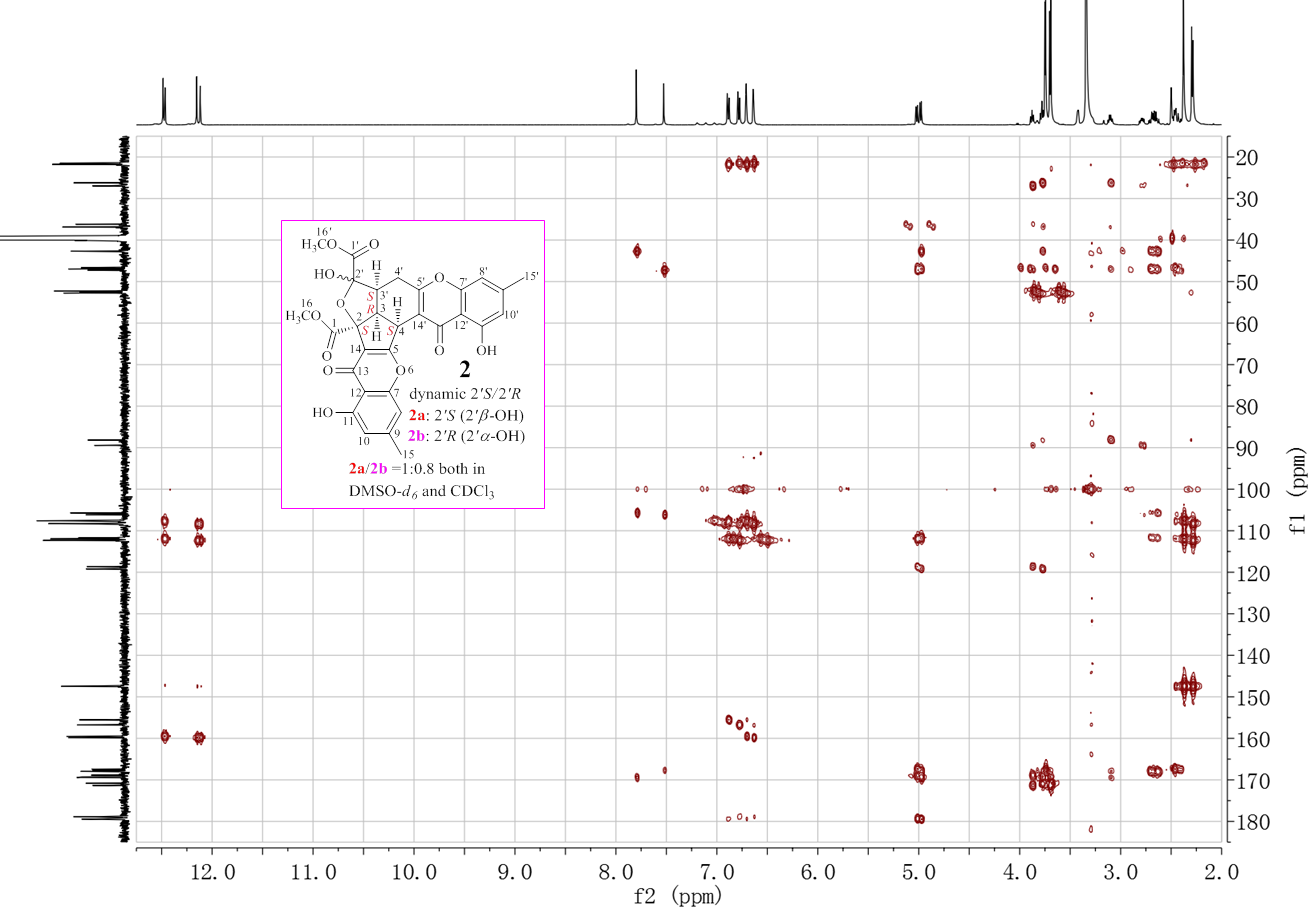 20
30
40
50
60
70
80
90
100
110
120
130
140
150
160
170
180
f1 (ppm)
16'
H3CO
1'
O
HO
2'
H
4'
5'
O
7'
8'
15'
S
3'
H
R
O
16
H3CO
1
2
3
S
S
4
14'
12'
10'
O
H
14
5
O
OH
O
13
O6
2
12
7
dynamic 2'S/2'R
HO
11
2a: 2'S (2'β-OH)
10
9
2b: 2'R (2'α-OH)
15
2a/2b =1:0.8 both in
DMSO-d6 and CDCl3
12.0 11.0 10.0 9.0 8.0 7.0 6.0 5.0 4.0 3.0 2.0
f2 (ppm)